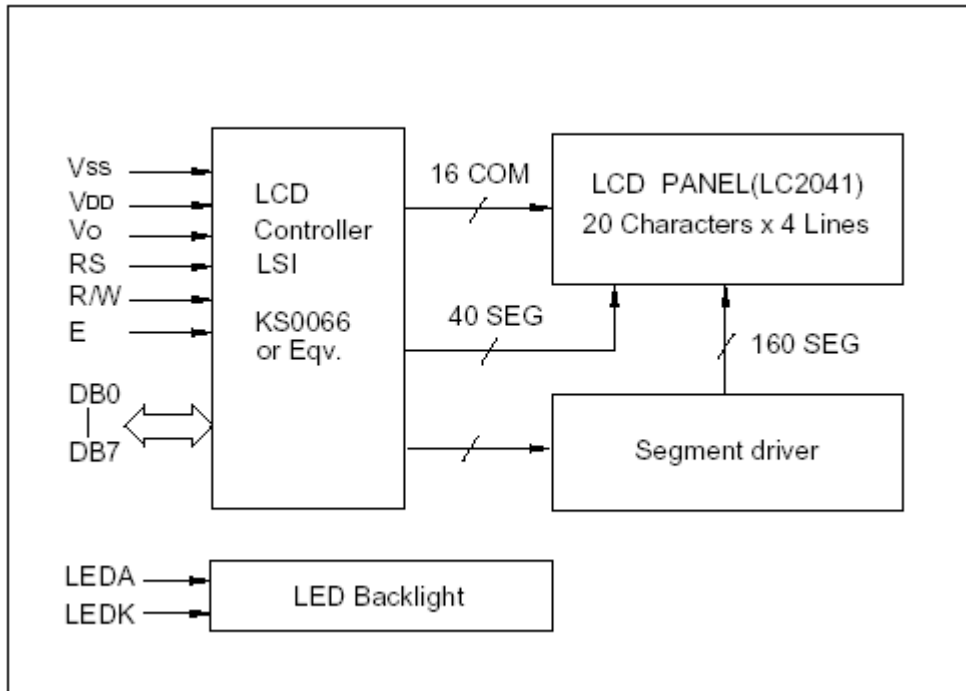 Vss
VDD
Vo
RS
R/W
E
DB0
DB7
LCD
Controller
LSI
KS0066
or Eqv.
16 COM
40 SEG
LCD PANEL(LC2041)
20 Characters x 4 Lines
160 SEG
Segment driver
LEDA
LEDK
LED Backlight